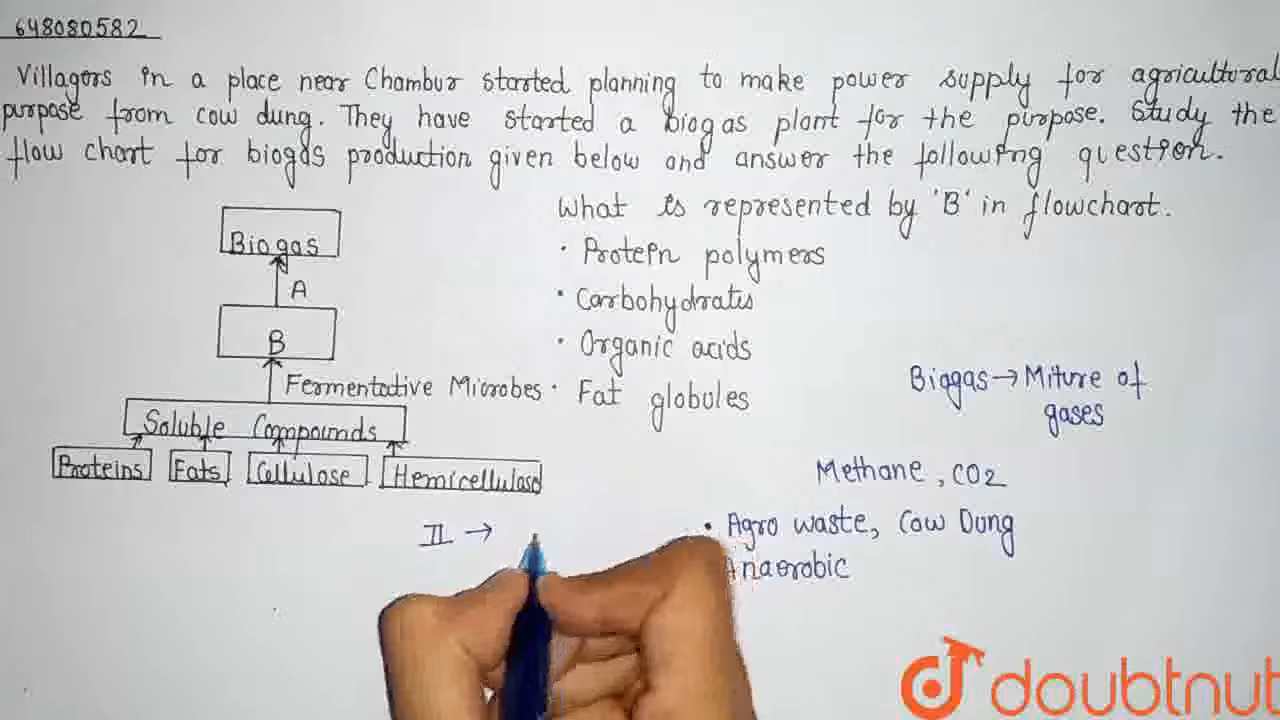 648080582
Villagers in a place near Chambur started planning to make power supply for agricultural
purpose from cow dung. They have started a biogas plant for the pirpose. Study the
flow chart for biogas production given below and answer the following question.
What is represented by 'B' in flowchart.
• Protein polymers
• Carbohydrates
• Organic acids
• Fat globules
Biogas
A
B
Fermentative Microbes
Soluble Compounds
Proteins
Fats
Cellulose
Hemicellulose
Biogas → Miture of
gases
Methane, CO2
• Agro waste, Cow Dung
Anaerobic
II →
doubtnut